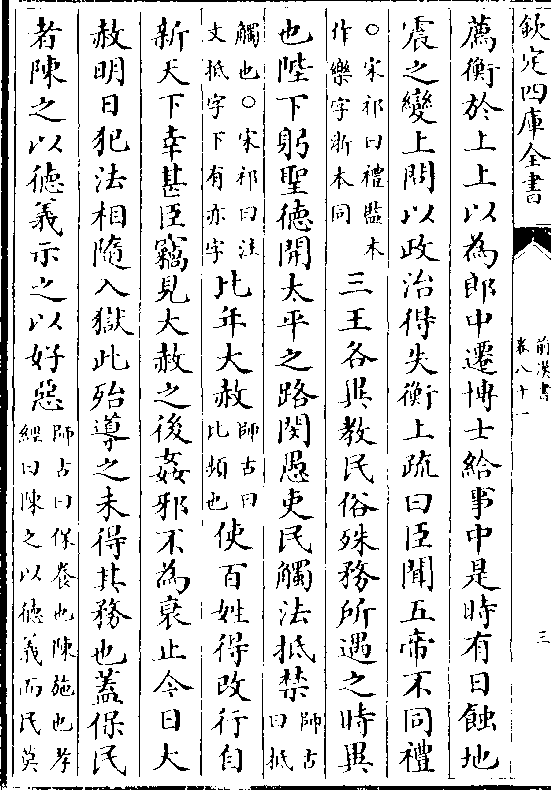 欽定四庫全書
前漢書
卷八十一
三
薦衡於上上以為郎中遷博士給事中是時有日蝕地
震之變上問以政治得失衡上疏曰臣聞五帝不同禮
○宋祁曰禮監本
作樂字浙本同
三王各異教民俗殊務所遇之時異
也陛下躬聖德開太平之路閔愚吏民觸法抵禁
師古
曰抵
觸也○宋祁曰注
文抵字下有亦字
比年大赦
師古曰
比頻也
使百姓得改行自
新天下幸甚臣竊見大赦之後姦邪不為衰止今日大
赦明日犯法相隨入獄此殆導之未得其務也蓋保民
者陳之以德義示之以好惡
師古曰保養也陳施也孝
經曰陳之以德義而民莫